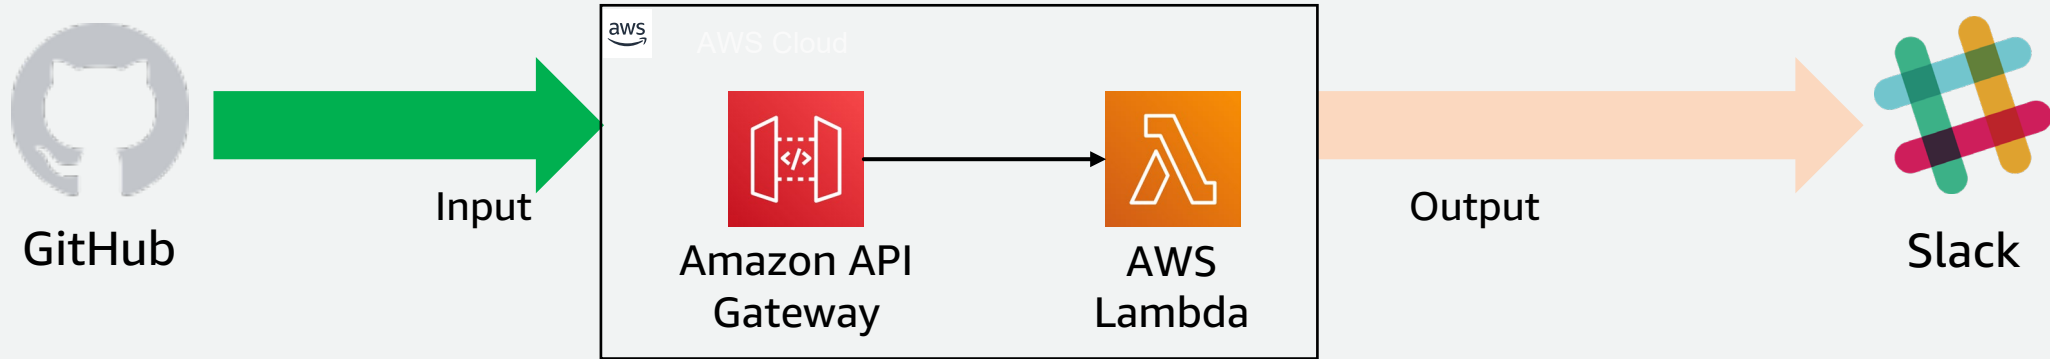 aws
AWS Cloud
</>
Input
Output
GitHub
Amazon API
Gateway
AWS
Lambda
Slack